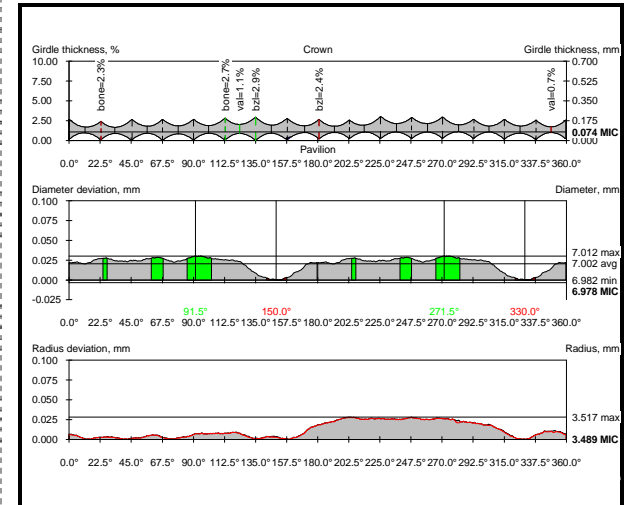 Girdle thickness, % Crown Girdle thickness, mm
10.00 0.700
7.50 0.525
5.00 0.350
2.50 0.175
0.00 0.000
0.074 MIC
bone=2.3%
bone=2.7%
val=1.1%
bzl=2.9%
bzl=2.4%
val=0.7%
Pavilion
0.0° 22.5° 45.0° 67.5° 90.0° 112.5° 135.0° 157.5° 180.0° 202.5° 225.0° 247.5° 270.0° 292.5° 315.0° 337.5° 360.0°
Diameter deviation, mm Diameter, mm
0.100
0.075
0.050
0.025
0.000
-0.025
7.012 max
7.002 avg
6.982 min
6.978 MIC
91.5° 150.0° 271.5° 330.0°
0.0° 22.5° 45.0° 67.5° 90.0° 112.5° 135.0° 157.5° 180.0° 202.5° 225.0° 247.5° 270.0° 292.5° 315.0° 337.5° 360.0°
Radius deviation, mm Radius, mm
0.100
0.075
0.050
0.025
0.000
3.517 max
3.489 MIC
0.0° 22.5° 45.0° 67.5° 90.0° 112.5° 135.0° 157.5° 180.0° 202.5° 225.0° 247.5° 270.0° 292.5° 315.0° 337.5° 360.0°